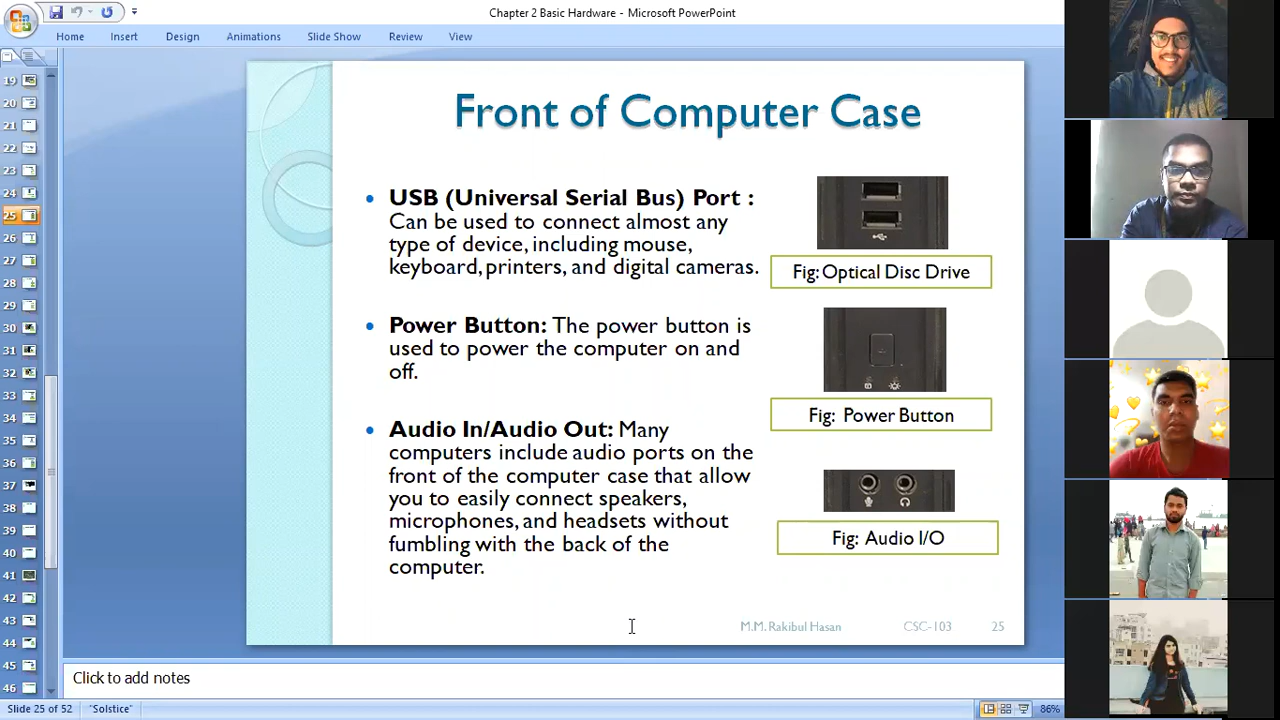 Chapter 2 Basic Hardware - Microsoft PowerPoint
Home Insert Design Animations Slide Show Review View
19
20
21
22
23
24
25
26
27
28
29
30
31
32
33
34
35
36
37
38
39
40
41
42
43
44
45
46
Front of Computer Case
USB (Universal Serial Bus) Port :
Can be used to connect almost any
type of device, including mouse,
keyboard, printers, and digital cameras.
Fig: Optical Disc Drive
Power Button: The power button is
used to power the computer on and
off.
Fig: Power Button
Audio In/Audio Out: Many
computers include audio ports on the
front of the computer case that allow
you to easily connect speakers,
microphones, and headsets without
fumbling with the back of the
computer.
Fig: Audio I/O
M.M. Rakibul Hasan CSC-103 25
Click to add notes
Slide 25 of 52 "Solstice" 86%